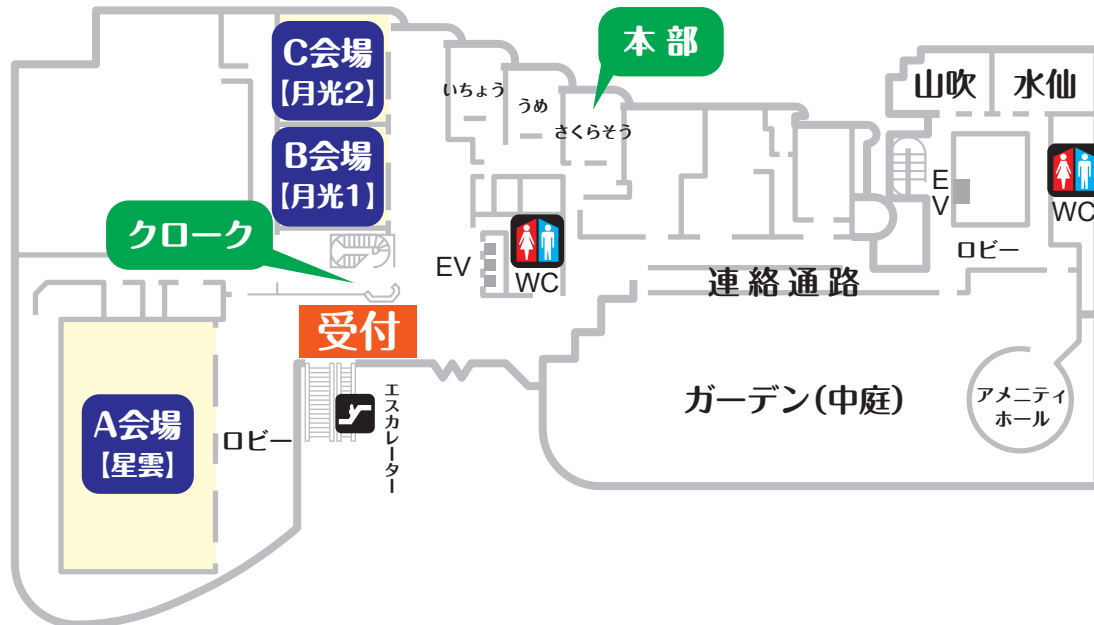 C会場
【月光2】
B会場
【月光1】
クローク
本部
いちょう
うめ
さくらそう
山吹
水仙
EV
WC
EV
WC
ロビー
連絡通路
受付
エスカレーター
A会場
【星雲】
ロビー
ガーデン(中庭)
アメニティ
ホール